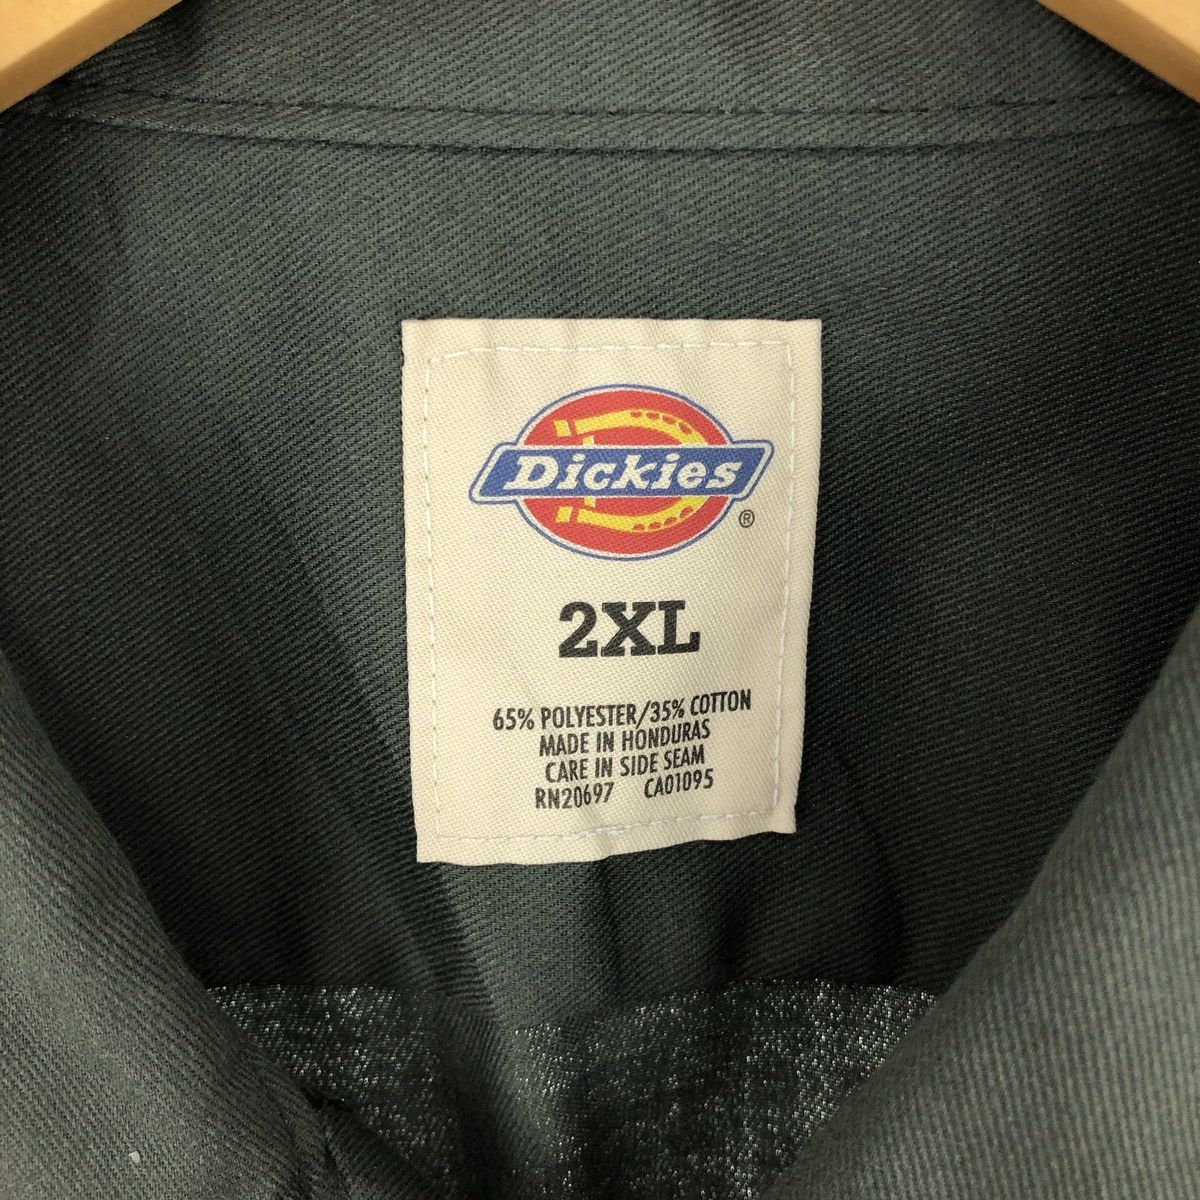 Dickies
®
2XL
65% POLYESTER/35% COTTON
MADE IN HONDURAS
CARE IN SIDE SEAM
RN20697 CA01095